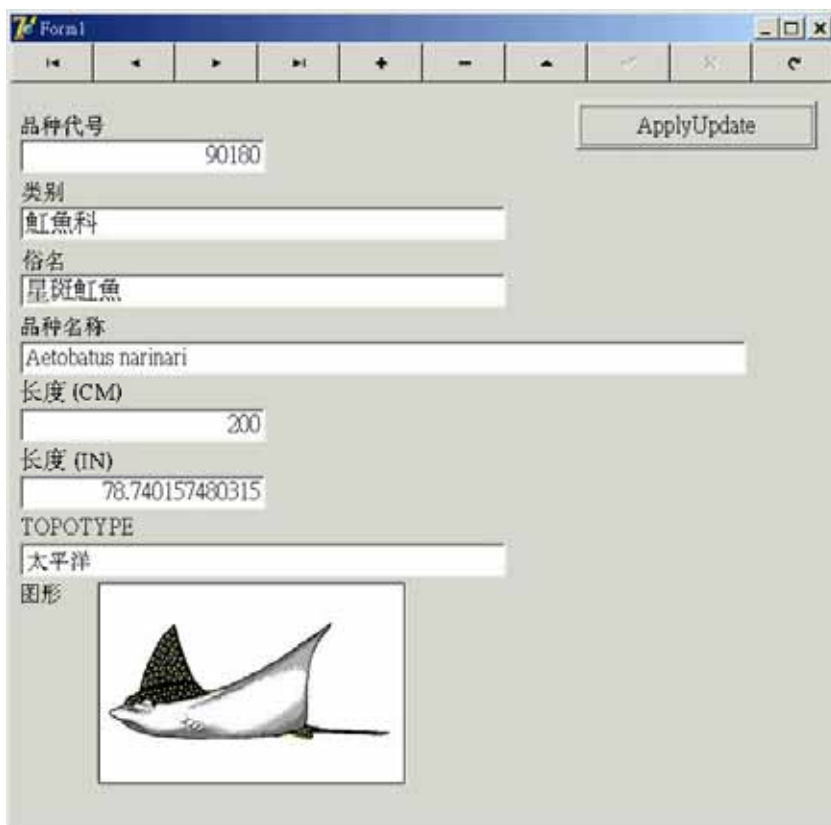 Form1
品种代号
ApplyUpdate
90180
类别
魟魚科
俗名
星斑魟魚
品种名称
Aetobatus narinari
长度 (CM)
200
长度 (IN)
78.740157480315
TOPOTYPE
太平洋
图形